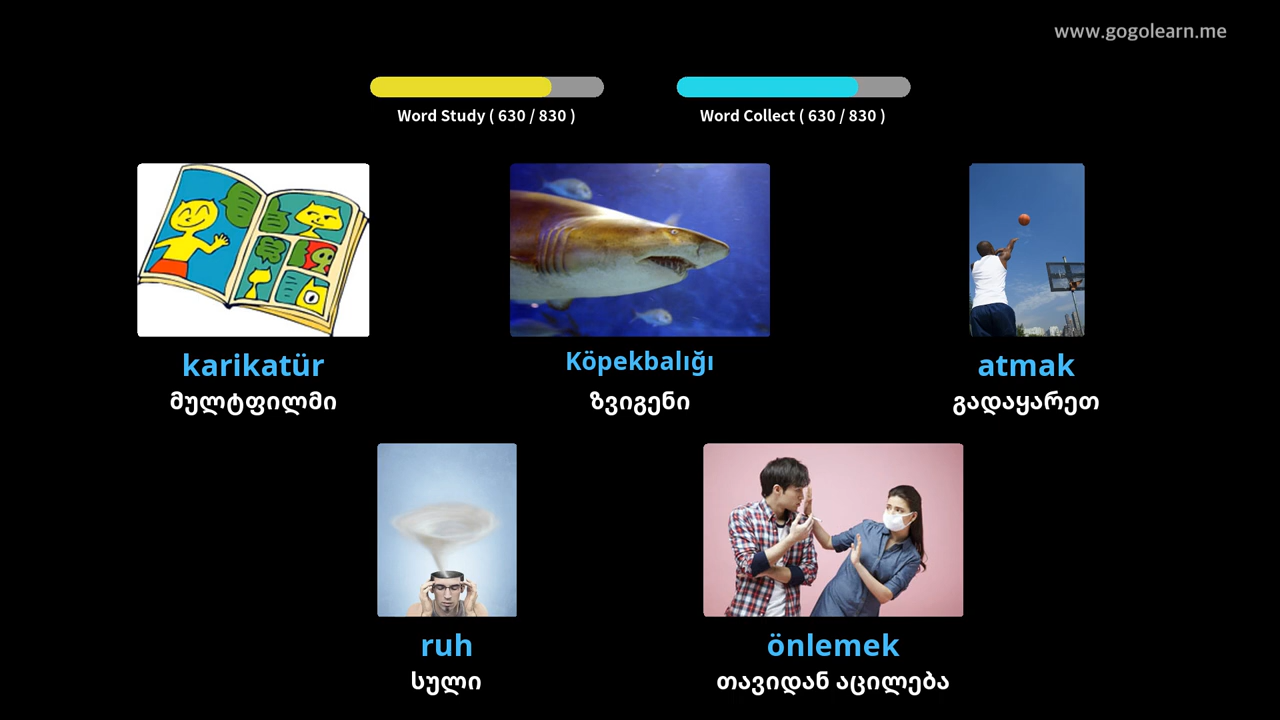 www.gogolearn.me
Word Study ( 630 / 830 )
Word Collect ( 630 / 830 )
karikatür
მულტფილმი
Köpekbalığı
ზვიგენი
atmak
გადაყარეთ
ruh
სული
önlemek
თავიდან აცილება